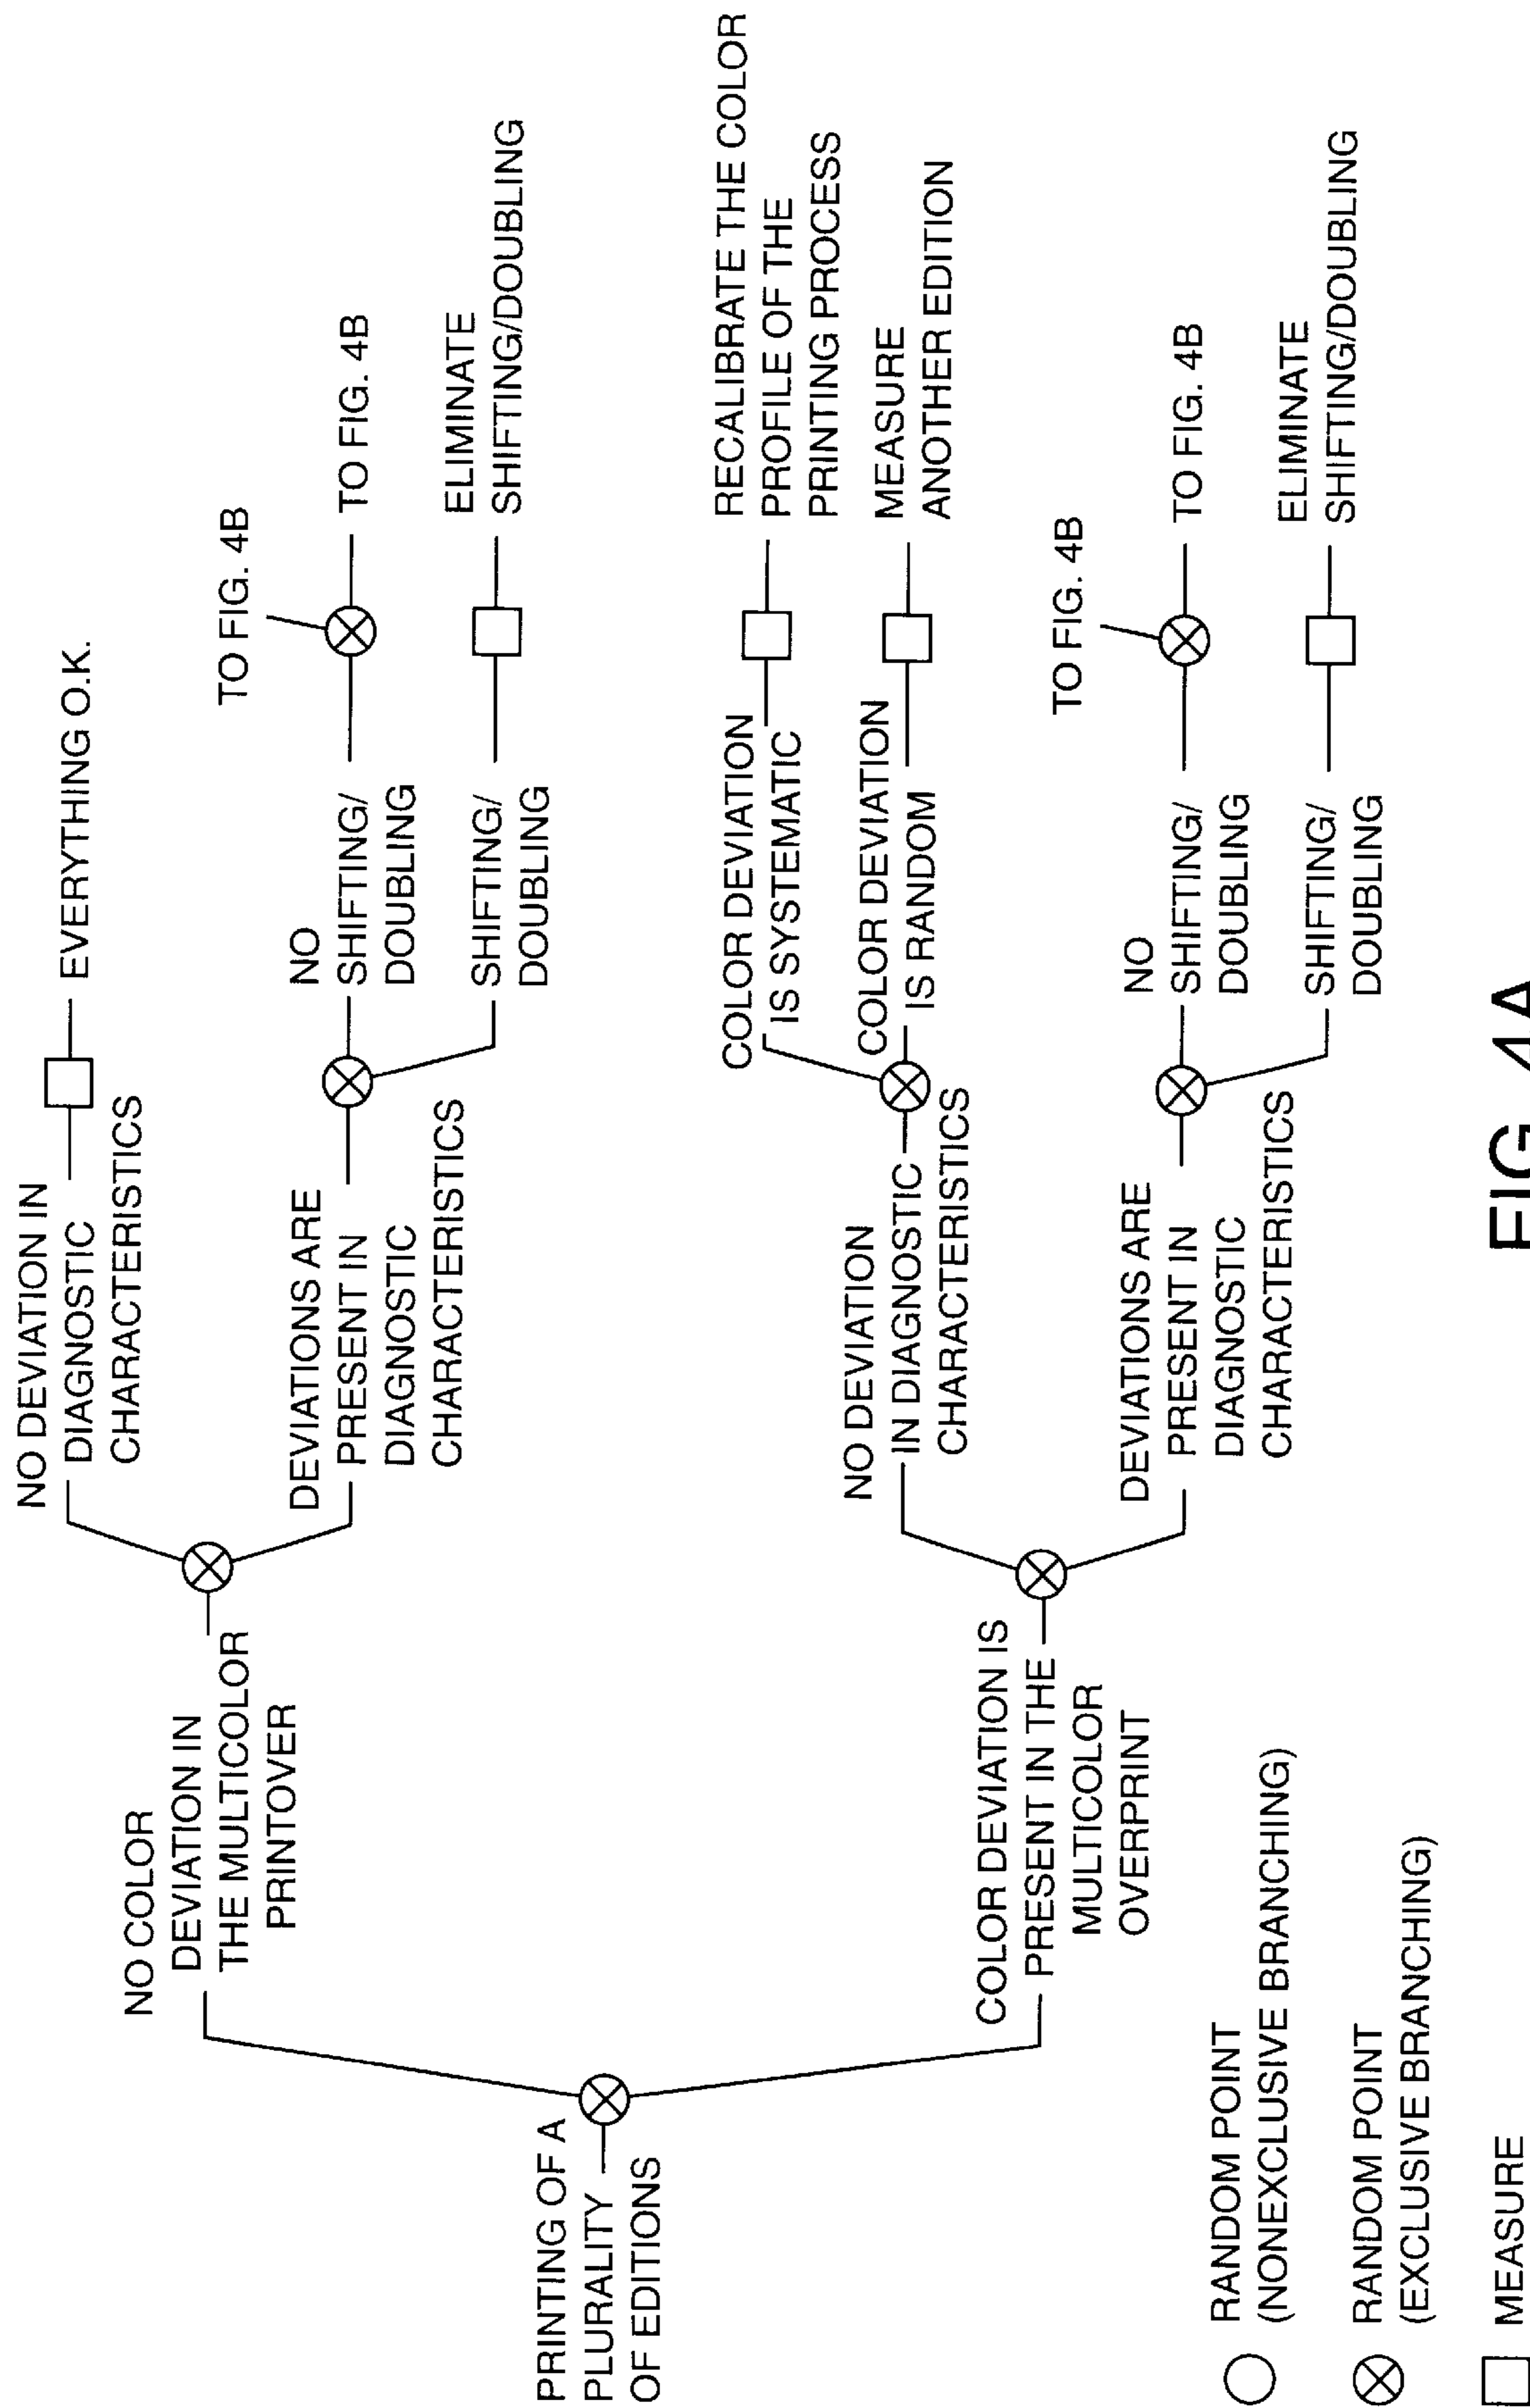 PRINTING OF A
PLURALITY
OF EDITIONS
NO COLOR
DEVIATION IN
THE MULTICOLOR
PRINTOVER
NO DEVIATION IN
DIAGNOSTIC
CHARACTERISTICS
EVERYTHING O.K.
DEVIATIONS ARE
PRESENT IN
DIAGNOSTIC
CHARACTERISTICS
NO
SHIFTING/
DOUBLING
TO FIG. 4B
TO FIG. 4B
SHIFTING/
DOUBLING
ELIMINATE
SHIFTING/DOUBLING
COLOR DEVIATION IS
PRESENT IN THE
MULTICOLOR
OVERPRINT
NO DEVIATION
IN DIAGNOSTIC
CHARACTERISTICS
COLOR DEVIATION
IS SYSTEMATIC
RECALIBRATE THE COLOR
PROFILE OF THE
PRINTING PROCESS
COLOR DEVIATION
IS RANDOM
MEASURE
ANOTHER EDITION
DEVIATIONS ARE
PRESENT IN
DIAGNOSTIC
CHARACTERISTICS
NO
SHIFTING/
DOUBLING
TO FIG. 4B
TO FIG. 4B
SHIFTING/
DOUBLING
ELIMINATE
SHIFTING/DOUBLING
RANDOM POINT
(NONEXCLUSIVE BRANCHING)
RANDOM POINT
(EXCLUSIVE BRANCHING)
MEASURE
FIG. 4A